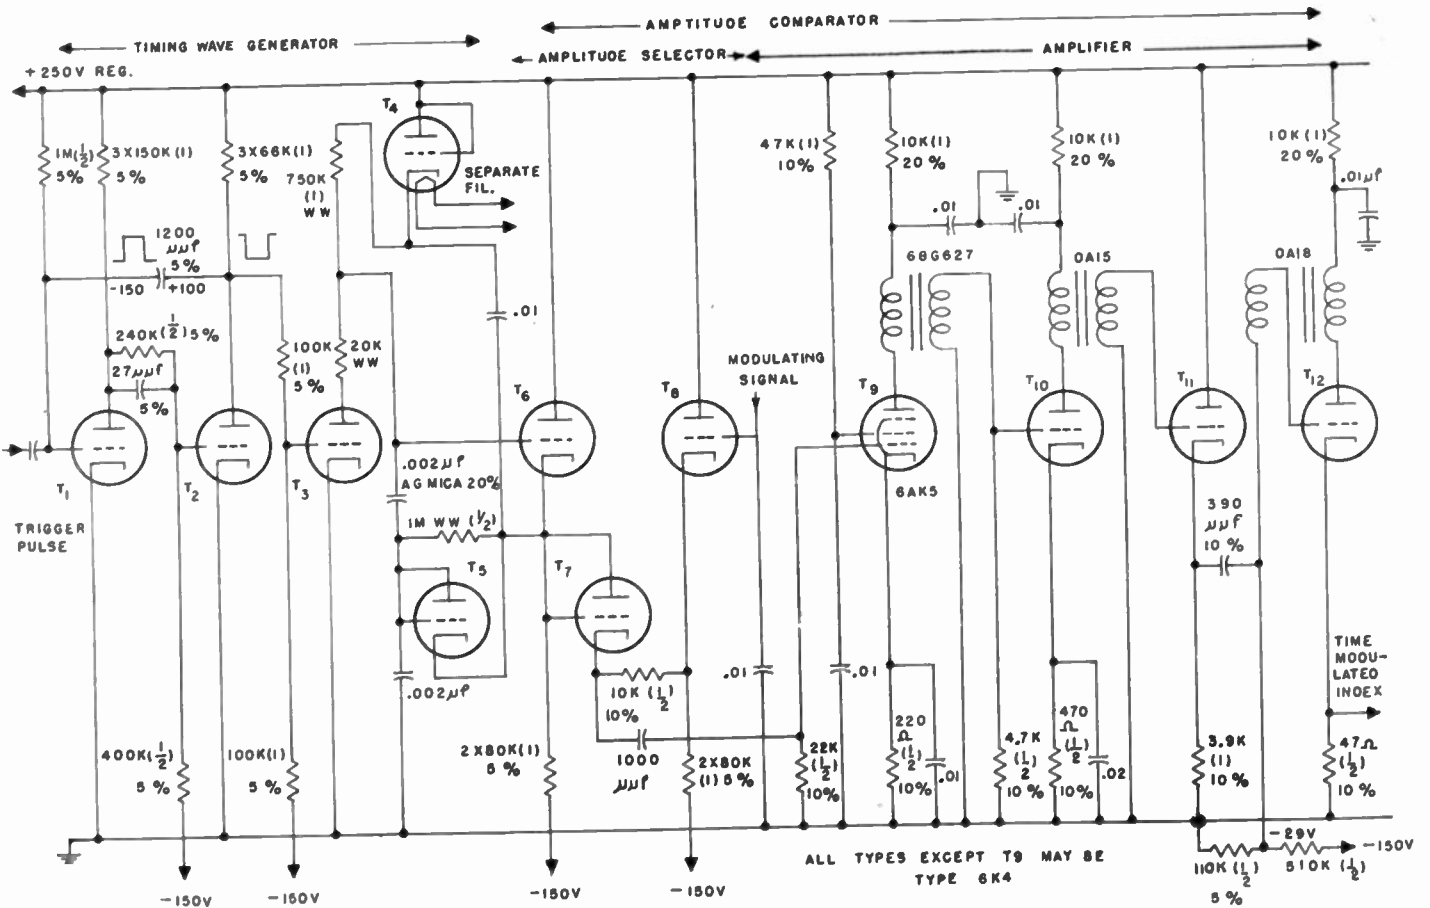 AMPTITUDE COMPARATOR
TIMING WAVE GENERATOR
AMPLITUDE SELECTOR
AMPLIFIER
+250V REG.
T4
1M(1/2)
5%
3X150K(1)
5%
3X66K(1)
5%
750K
(1)
WW
SEPARATE
FIL.
47K(1)
10%
10K(1)
20%
10K(1)
20%
10K(1)
20%
.01μf
.01
.01
1200
μμf
5%
-150
+100
68G627
0A15
0A18
240K(1/2)5%
27μμf
5%
100K
(1)
5%
20K
WW
.01
MODULATING
SIGNAL
T6
T8
T9
T10
T11
T12
T1
T2
T3
.002μf
AG MICA 20%
6AK5
TRIGGER
PULSE
1M WW (1/2)
390
μμf
10%
T5
T7
.002μf
10K (1/2)
10%
.01
.01
TIME
MODU-
LATED
INDEX
400K(1/2)
5%
100K(1)
5%
2X80K(1)
5%
1000
μμf
2X80K
(1) 5%
22K
(1/2)
10%
220
Ω
(1/2)
10%
.01
4.7K
(1/2)
10%
470
Ω
(1/2)
10%
.02
3.9K
(1)
10%
47Ω
(1/2)
10%
-29V
-150V
110K(1/2)
5%
510K(1/2)
ALL TYPES EXCEPT T9 MAY BE
TYPE 6K4
-150V
-150V
-150V
-150V